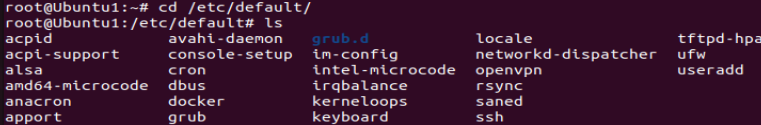 root@Ubuntu1:~# cd /etc/default/
root@Ubuntu1:/etc/default# ls
acpid avahi-daemon grub.d locale tftpd-hpa
acpi-support console-setup im-config networkd-dispatcher ufw
alsa cron intel-microcode openvpn useradd
amd64-microcode dbus irqbalance rsync
anacron docker kerneloops saned
apport grub keyboard ssh